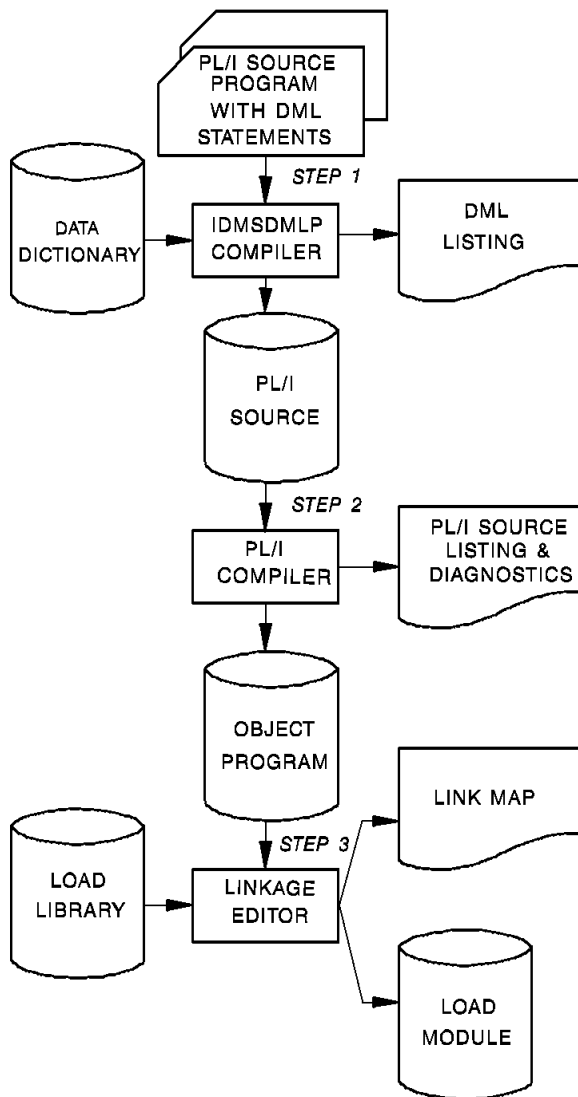 PL/I SOURCE
PROGRAM
WITH DML
STATEMENTS
STEP 1
DATA
DICTIONARY
IDMSDMLP
COMPILER
DML
LISTING
PL/I
SOURCE
STEP 2
PL/I
COMPILER
PL/I SOURCE
LISTING &
DIAGNOSTICS
OBJECT
PROGRAM
LINK MAP
STEP 3
LOAD
LIBRARY
LINKAGE
EDITOR
LOAD
MODULE